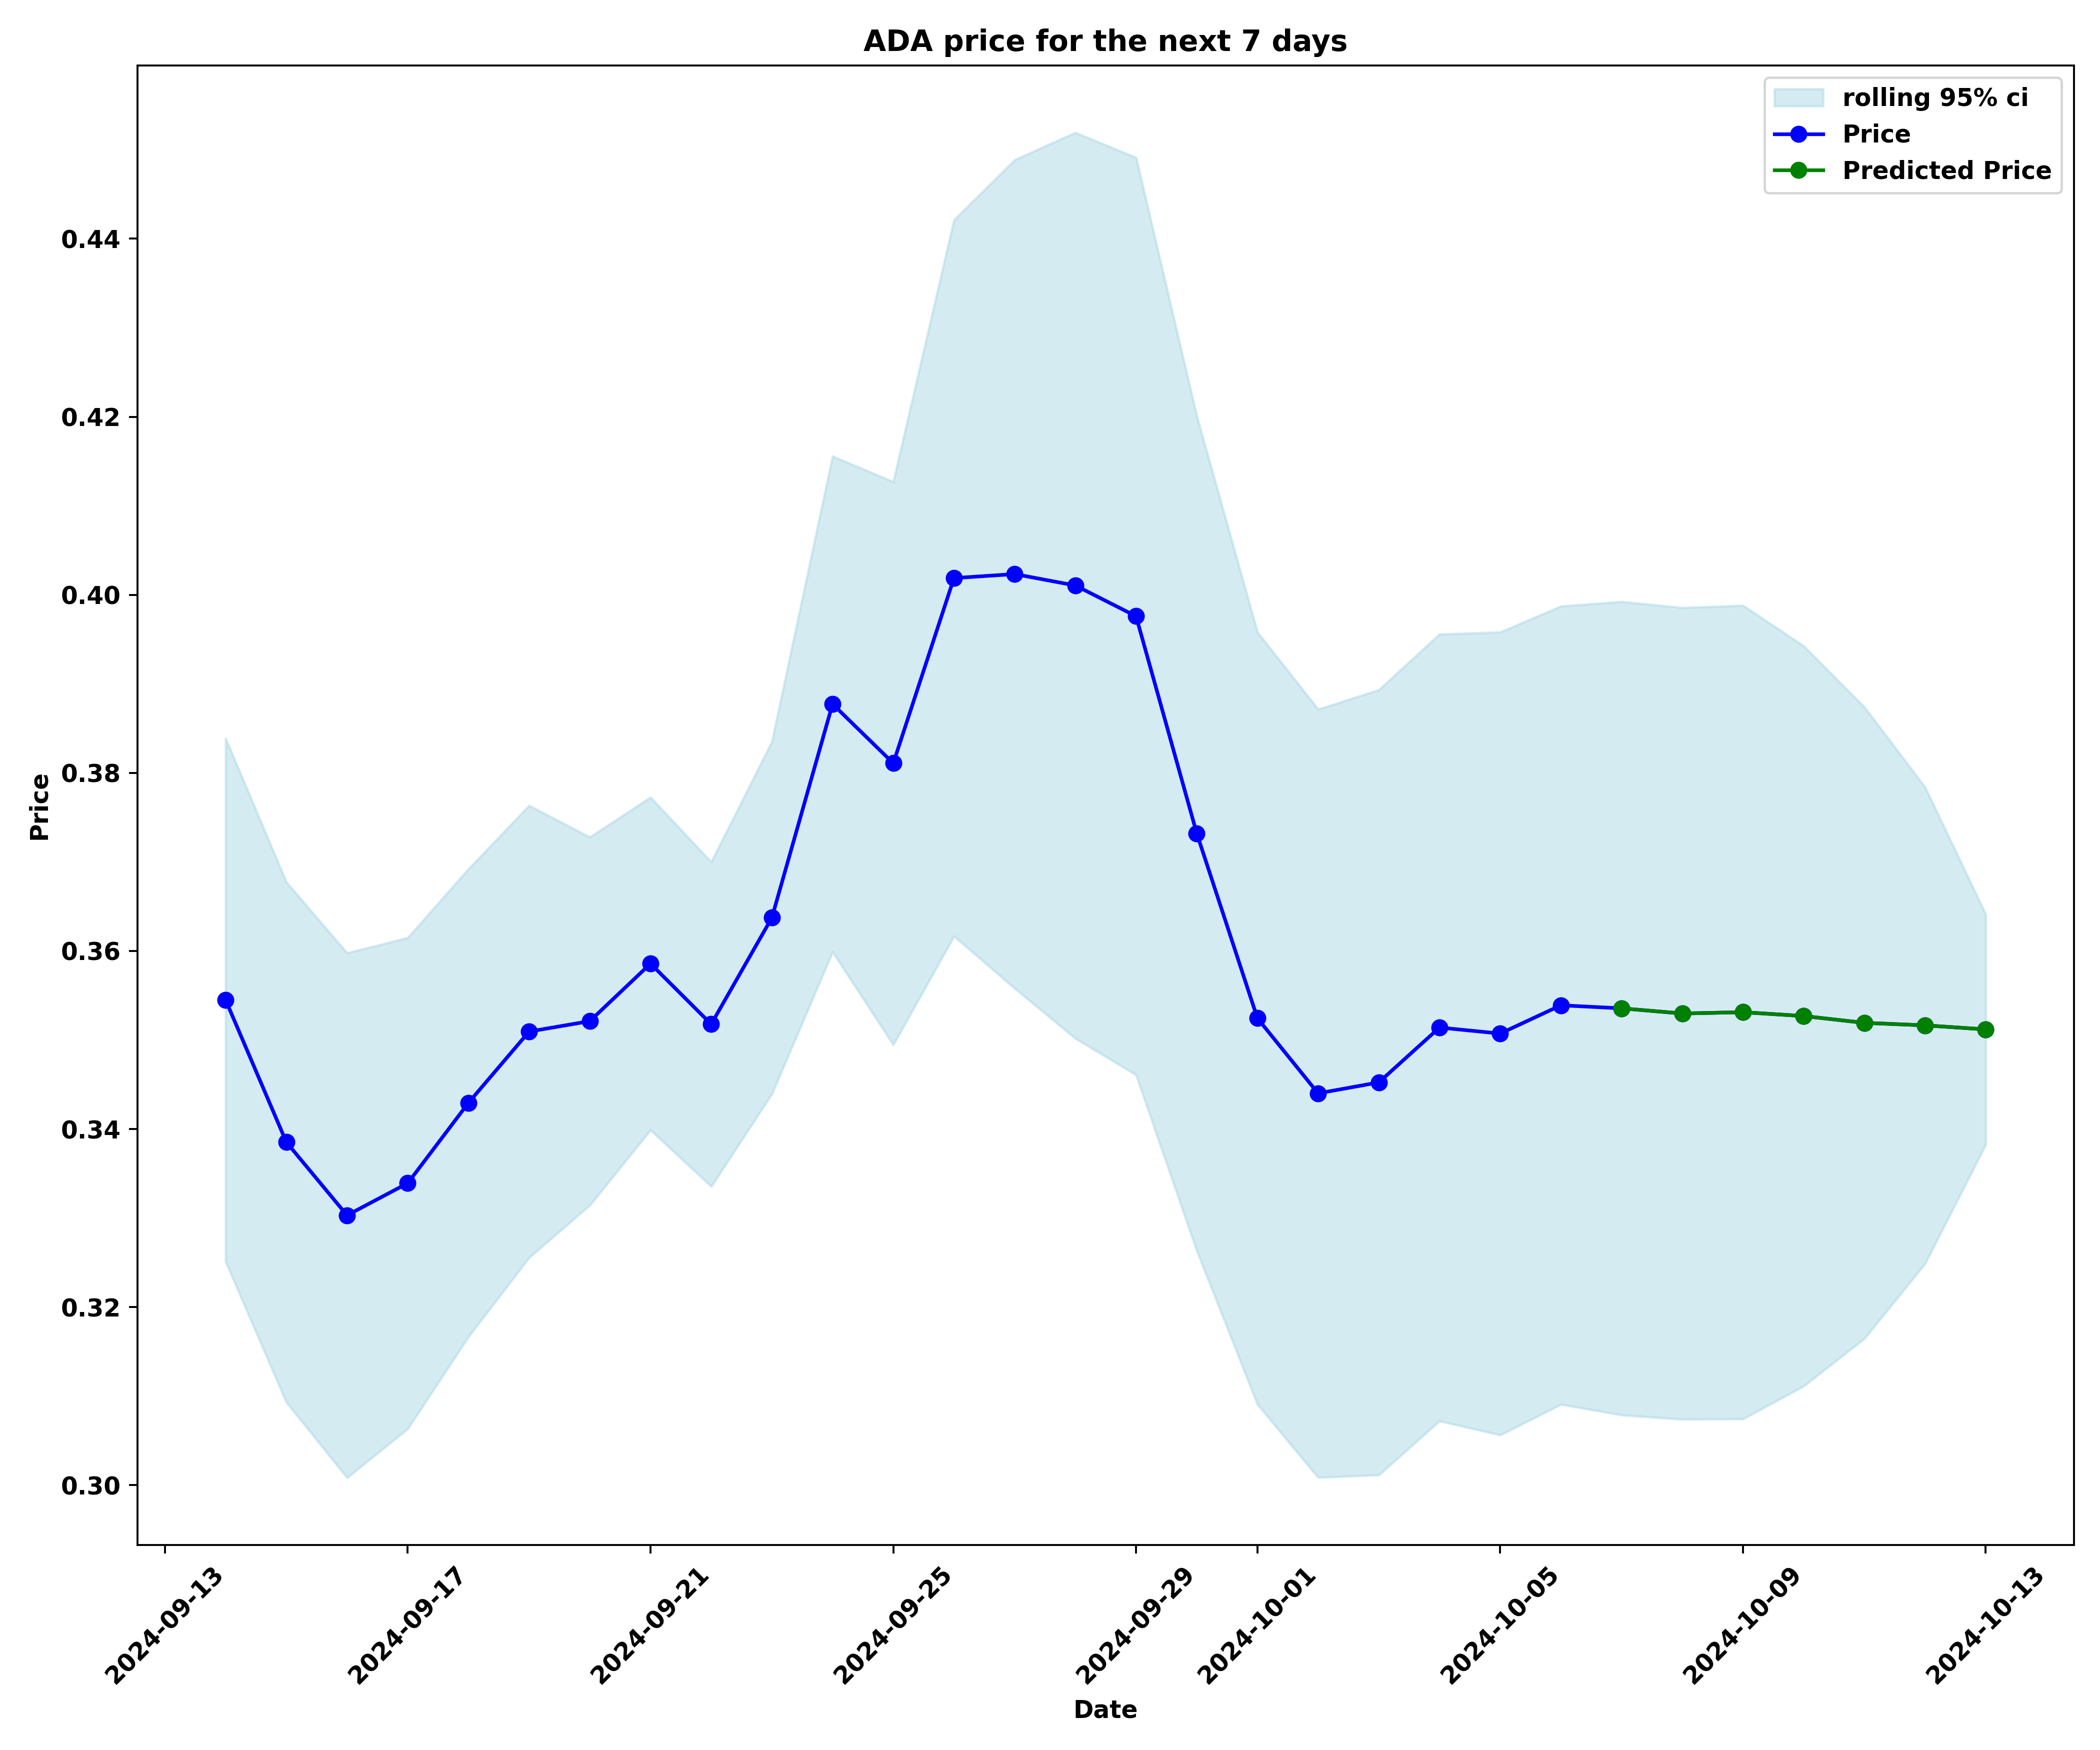 ADA price for the next 7 days
rolling 95% ci
Price
Predicted Price
0.44
0.42
0.40
0.38
0.36
0.34
0.32
0.30
Price
2024-09-13
2024-09-17
2024-09-21
2024-09-25
2024-09-29
2024-10-01
2024-10-05
2024-10-09
2024-10-13
Date